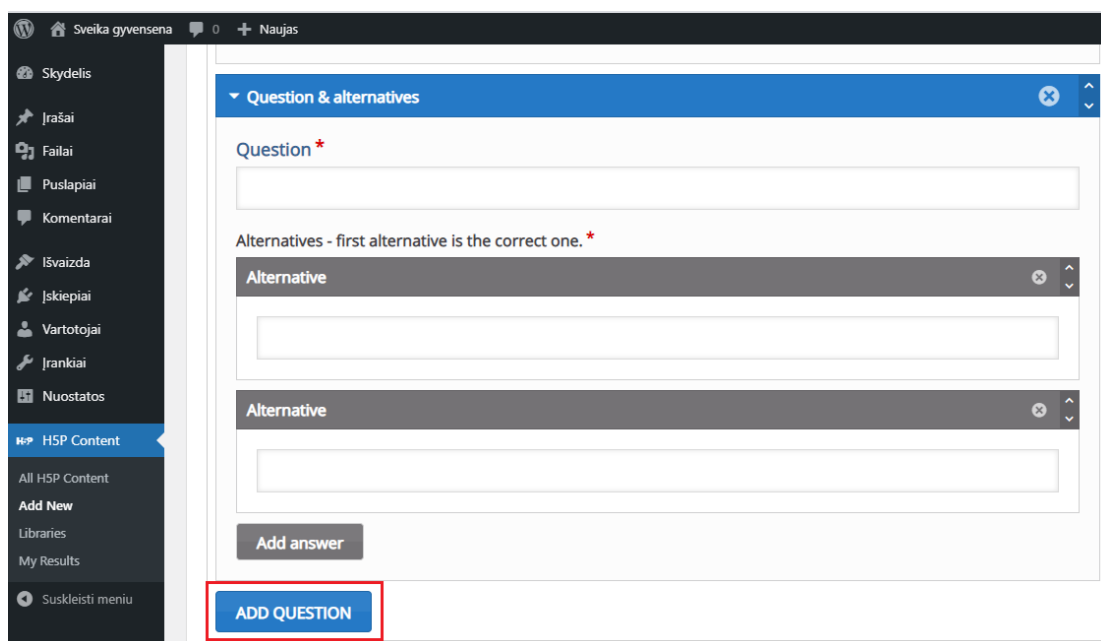 Sveika gyvensena 0 Naujas
Skydelis
Įrašai
Failai
Puslapiai
Komentarai
Išvaizda
Įskiepiai
Vartotojai
Įrankiai
Nuostatos
H5P H5P Content
All H5P Content
Add New
Libraries
My Results
Suskleisti meniu
Question & alternatives
Question *
Alternatives - first alternative is the correct one. *
Alternative
Alternative
Add answer
ADD QUESTION